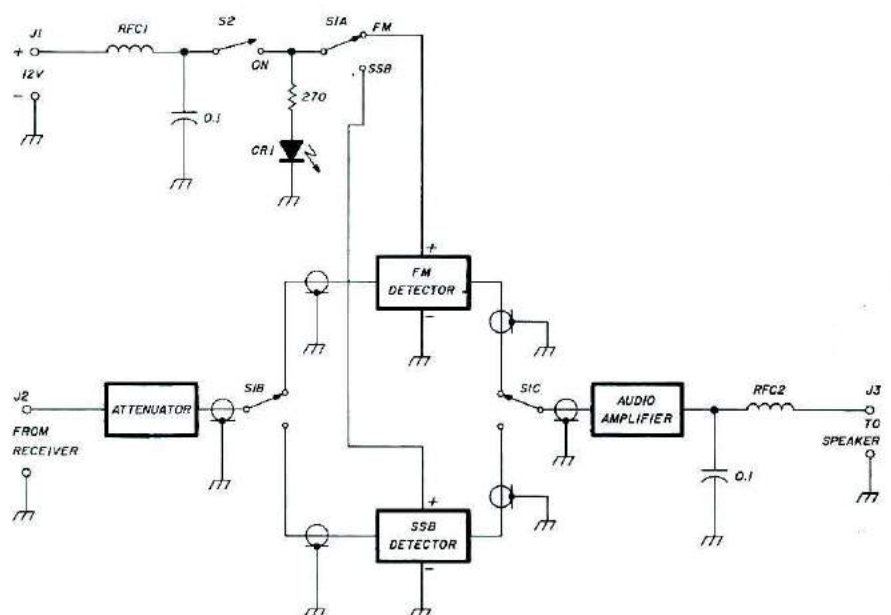 J1
RFC1
S2
S1A
FM
+
12V
-
ON
SSB
0.1
270
CR1
+
FM
DETECTOR
-
J2
FROM
RECEIVER
ATTENUATOR
S1B
S1C
AUDIO
AMPLIFIER
RFC2
J3
TO
SPEAKER
0.1
+
SSB
DETECTOR
-